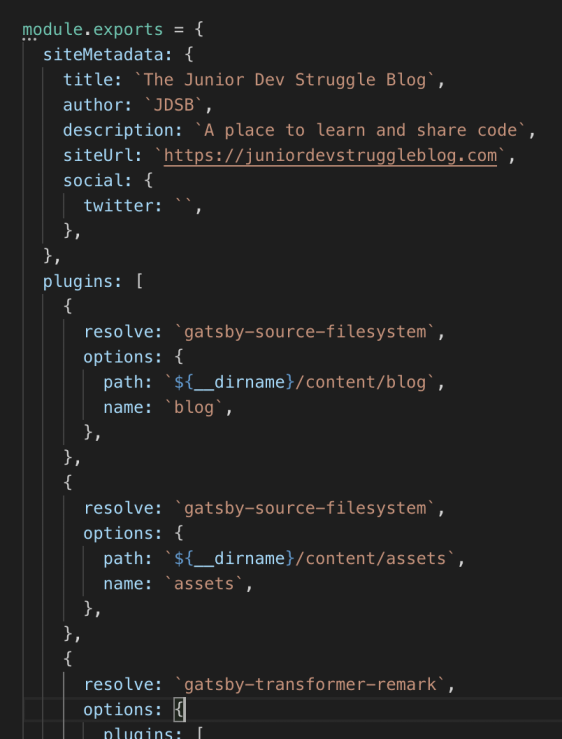 module.exports = {
  siteMetadata: {
    title: `The Junior Dev Struggle Blog`,
    author: `JDSB`,
    description: `A place to learn and share code`,
    siteUrl: `https://juniordevstruggleblog.com`,
    social: {
      twitter: ``,
    },
  },
  plugins: [
    {
      resolve: `gatsby-source-filesystem`,
      options: {
        path: `${__dirname}/content/blog`,
        name: `blog`,
      },
    },
    {
      resolve: `gatsby-source-filesystem`,
      options: {
        path: `${__dirname}/content/assets`,
        name: `assets`,
      },
    },
    {
      resolve: `gatsby-transformer-remark`,
      options: {
        plugins: [